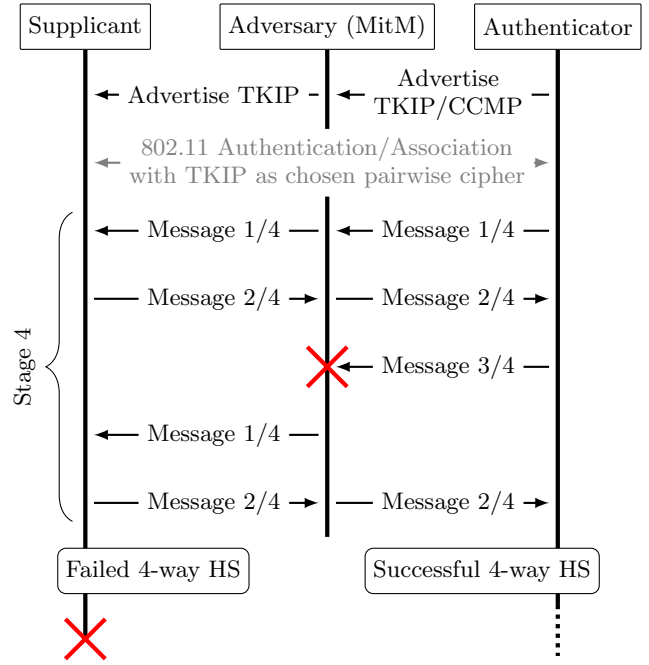 Supplicant
Adversary (MitM)
Authenticator
Advertise TKIP
Advertise
TKIP/CCMP
802.11 Authentication/Association
with TKIP as chosen pairwise cipher
Stage 4
Message 1/4
Message 1/4
Message 2/4
Message 2/4
Message 3/4
Message 1/4
Message 2/4
Message 2/4
Failed 4-way HS
Successful 4-way HS